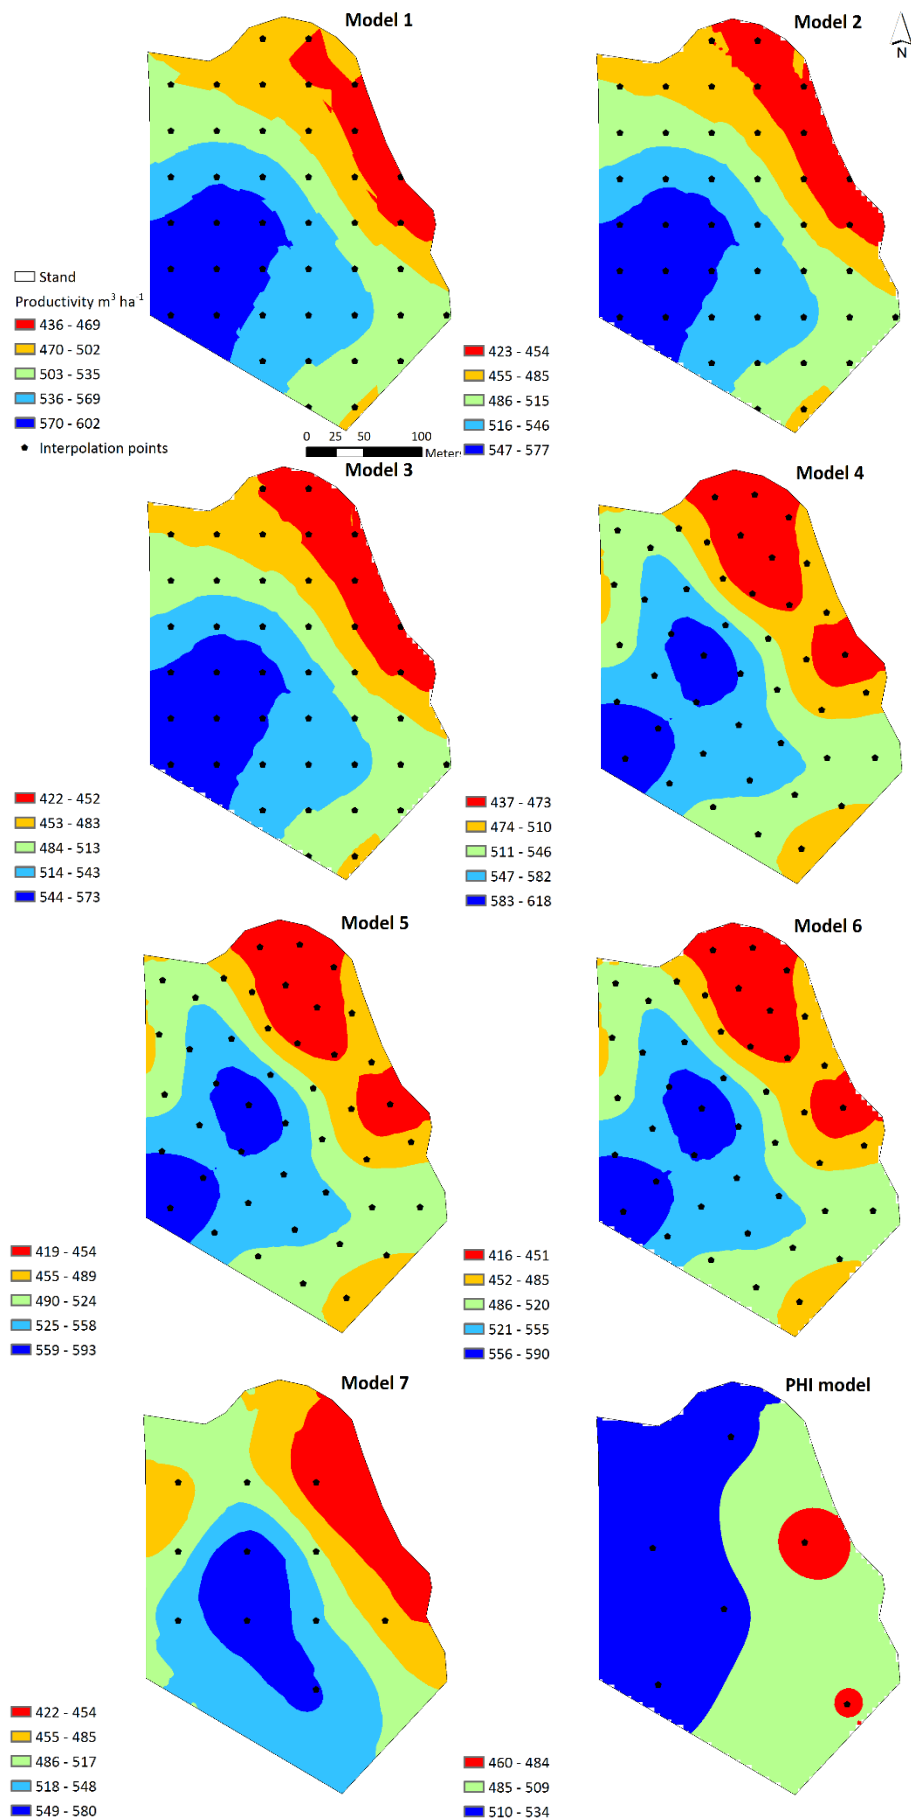 Model 1
Model 2
N
Stand
Productivity m³ ha⁻¹
436 - 469
470 - 502
503 - 535
536 - 569
570 - 602
Interpolation points
0 25 50 100
Meters
423 - 454
455 - 485
486 - 515
516 - 546
547 - 577
Model 3
Model 4
422 - 452
453 - 483
484 - 513
514 - 543
544 - 573
437 - 473
474 - 510
511 - 546
547 - 582
583 - 618
Model 5
Model 6
419 - 454
455 - 489
490 - 524
525 - 558
559 - 593
416 - 451
452 - 485
486 - 520
521 - 555
556 - 590
Model 7
PHI model
422 - 454
455 - 485
486 - 517
518 - 548
549 - 580
460 - 484
485 - 509
510 - 534